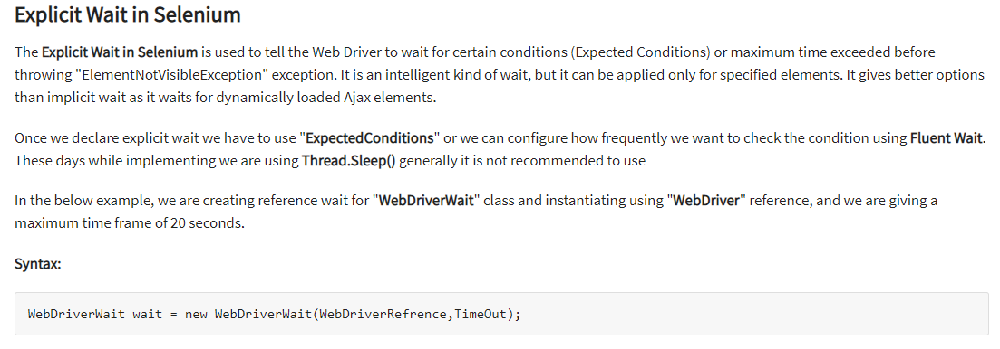 Explicit Wait in Selenium
The Explicit Wait in Selenium is used to tell the Web Driver to wait for certain conditions (Expected Conditions) or maximum time exceeded before
throwing "ElementNotVisibleException" exception. It is an intelligent kind of wait, but it can be applied only for specified elements. It gives better options
than implicit wait as it waits for dynamically loaded Ajax elements.
Once we declare explicit wait we have to use "ExpectedConditions" or we can configure how frequently we want to check the condition using Fluent Wait.
These days while implementing we are using Thread.Sleep() generally it is not recommended to use
In the below example, we are creating reference wait for "WebDriverWait" class and instantiating using "WebDriver" reference, and we are giving a
maximum time frame of 20 seconds.
Syntax:
WebDriverWait wait = new WebDriverWait(WebDriverRefrence,TimeOut);